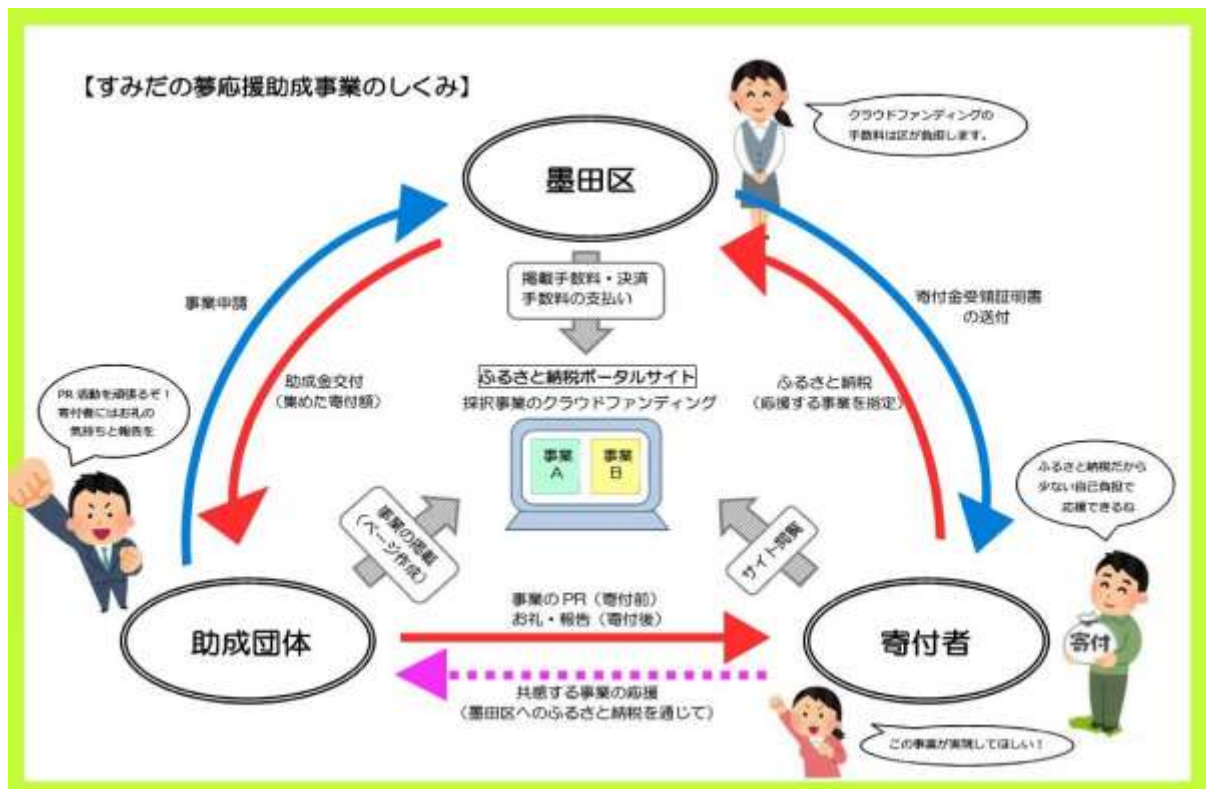 【すみだの夢応援助成事業のしくみ】
クラウドファンディングの
手数料は区が負担します。
墨田区
掲載手数料・決済
手数料の支払い
事業申請
寄付金受領証明書
の送付
助成金交付
（集めた寄付額）
ふるさと納税ポータルサイト
採択事業のクラウドファンディング
ふるさと納税
（応援する事業を指定）
PR活動を頑張るぞ！
寄付者にはお礼の
気持ちと報告を
事業
A
事業
B
ふるさと納税だから
少ない自己負担で
応援できるね
事業の掲載
（ページ作成）
サイト閲覧
事業のPR（寄付前）
お礼・報告（寄付後）
助成団体
寄付者
寄付
共感する事業の応援
（墨田区へのふるさと納税を通じて）
この事業が実現してほしい！